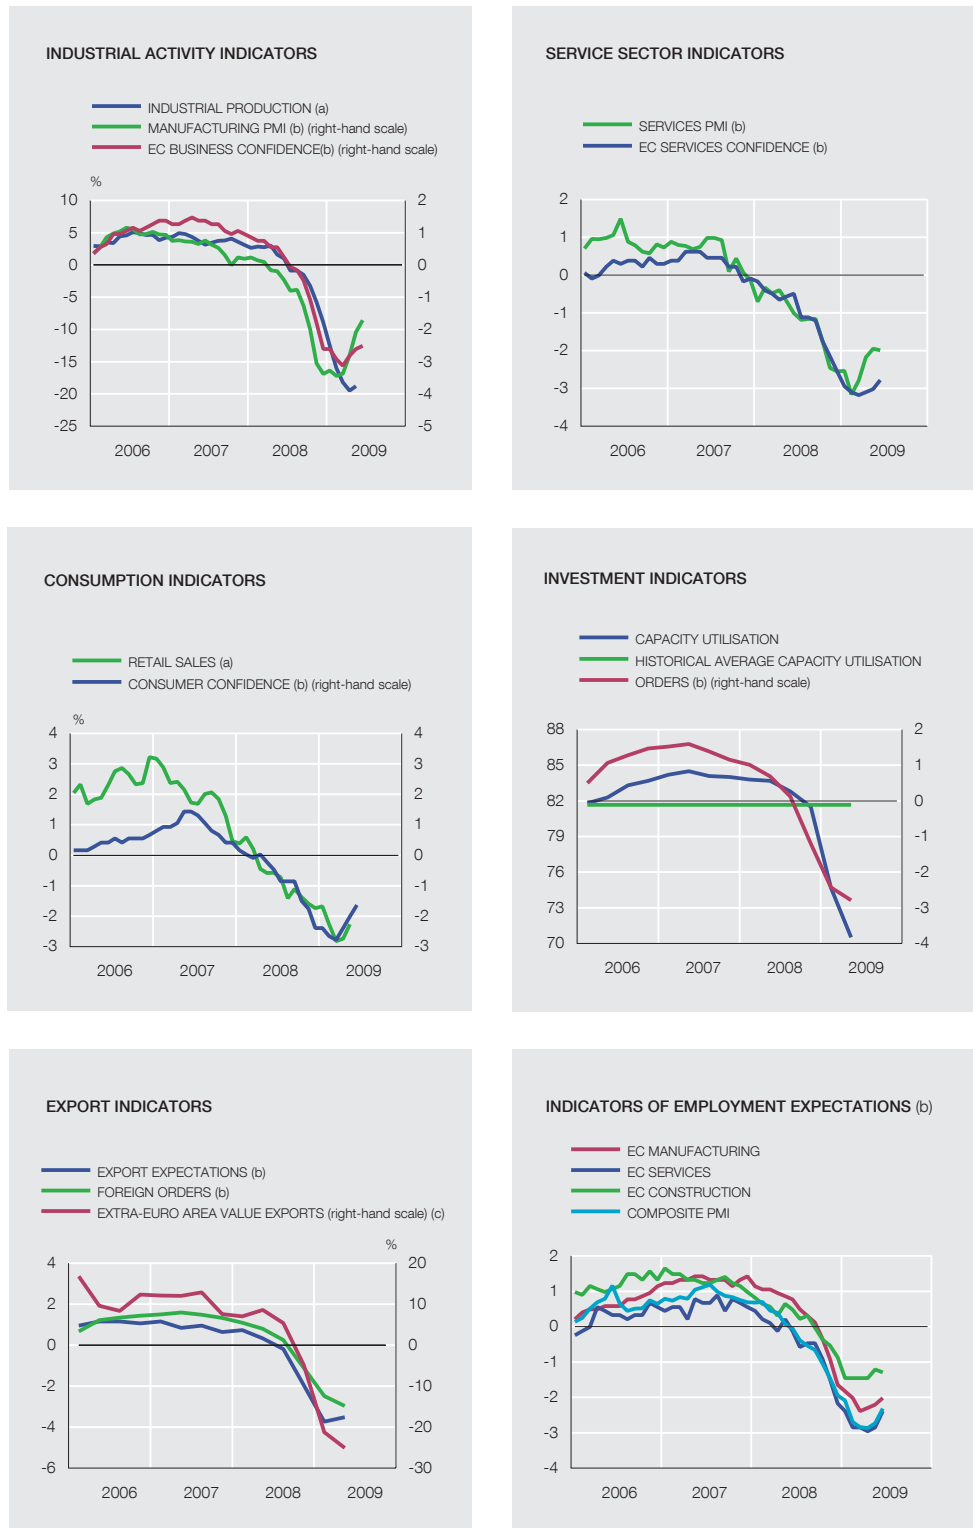 INDUSTRIAL ACTIVITY INDICATORS
INDUSTRIAL PRODUCTION (a)
MANUFACTURING PMI (b) (right-hand scale)
EC BUSINESS CONFIDENCE(b) (right-hand scale)
%
10 2
5 1
0 0
-5 -1
-10 -2
-15 -3
-20 -4
-25 -5
2006 2007 2008 2009
SERVICE SECTOR INDICATORS
SERVICES PMI (b)
EC SERVICES CONFIDENCE (b)
2
1
0
-1
-2
-3
-4
2006 2007 2008 2009
CONSUMPTION INDICATORS
RETAIL SALES (a)
CONSUMER CONFIDENCE (b) (right-hand scale)
%
4 4
3 3
2 2
1 1
0 0
-1 -1
-2 -2
-3 -3
2006 2007 2008 2009
INVESTMENT INDICATORS
CAPACITY UTILISATION
HISTORICAL AVERAGE CAPACITY UTILISATION
ORDERS (b) (right-hand scale)
88 2
85 1
82 0
79 -1
76 -2
73 -3
70 -4
2006 2007 2008 2009
EXPORT INDICATORS
EXPORT EXPECTATIONS (b)
FOREIGN ORDERS (b)
EXTRA-EURO AREA VALUE EXPORTS (right-hand scale) (c)
%
4 20
2 10
0 0
-2 -10
-4 -20
-6 -30
2006 2007 2008 2009
INDICATORS OF EMPLOYMENT EXPECTATIONS (b)
EC MANUFACTURING
EC SERVICES
EC CONSTRUCTION
COMPOSITE PMI
2
1
0
-1
-2
-3
-4
2006 2007 2008 2009